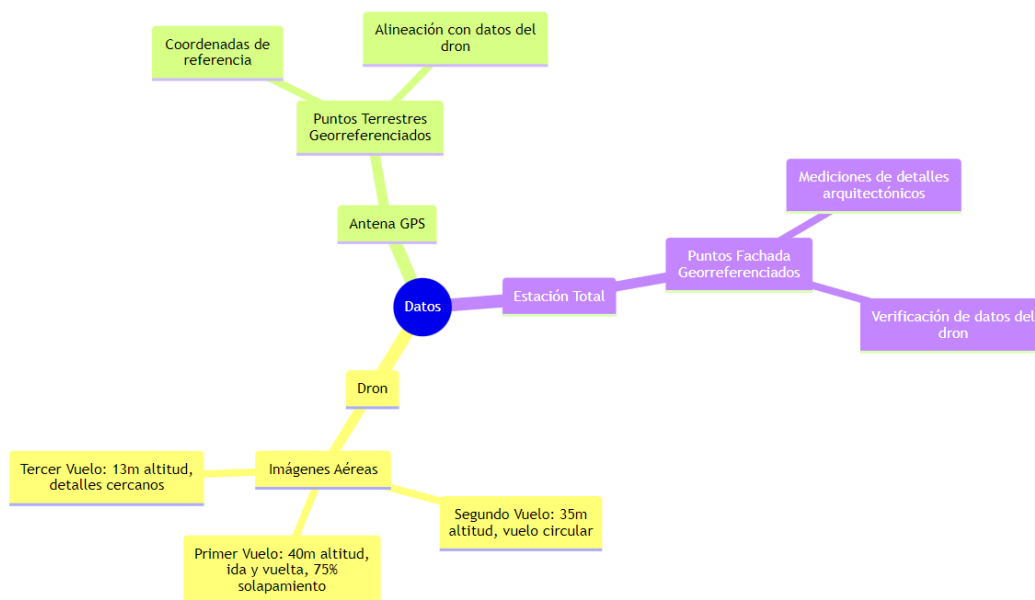 Coordenadas de
referencia
Alineación con datos del
dron
Puntos Terrestres
Georreferenciados
Antena GPS
Datos
Estación Total
Puntos Fachada
Georreferenciados
Mediciones de detalles
arquitectónicos
Verificación de datos del
dron
Dron
Imágenes Aéreas
Tercer Vuelo: 13m altitud,
detalles cercanos
Primer Vuelo: 40m altitud,
ida y vuelta, 75%
solapamiento
Segundo Vuelo: 35m
altitud, vuelo circular